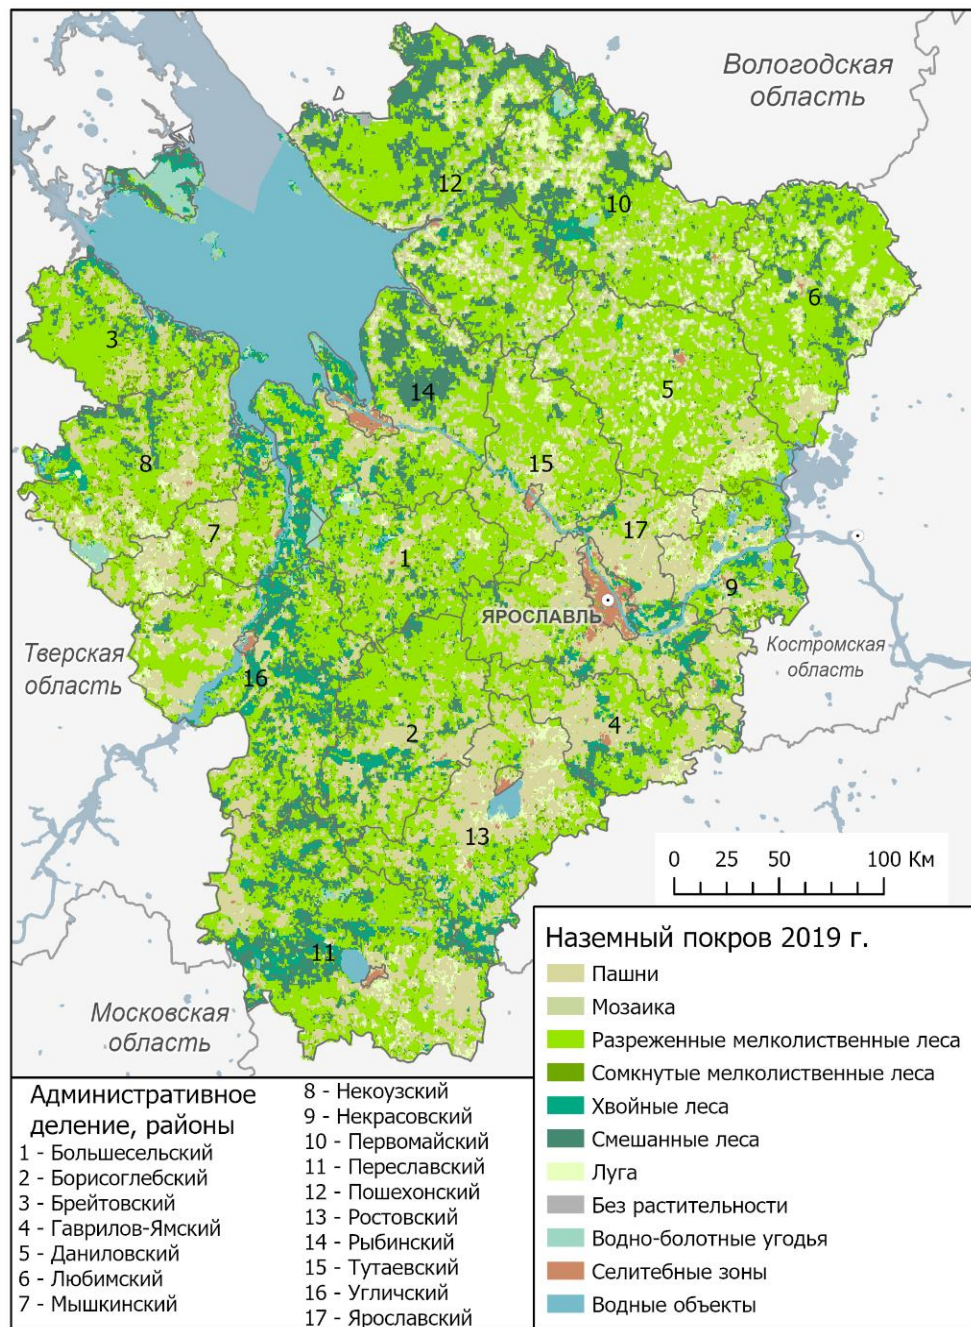 Вологодская
область
12
10
6
3
14
5
8
15
7
17
1
9
ЯРОСЛАВЛЬ
Тверская
область
Костромская
область
16
2
4
13
0 25 50 100 Км
11
Московская
область
Наземный покров 2019 г.
Пашни
Мозаика
Разреженные мелколиственные леса
Сомкнутые мелколиственные леса
Хвойные леса
Смешанные леса
Луга
Без растительности
Водно-болотные угодья
Селитебные зоны
Водные объекты
Административное
деление, районы
1 - Большесельский
2 - Борисоглебский
3 - Брейтовский
4 - Гаврилов-Ямский
5 - Даниловский
6 - Любимский
7 - Мышкинский
8 - Некоузский
9 - Некрасовский
10 - Первомайский
11 - Переславский
12 - Пошехонский
13 - Ростовский
14 - Рыбинский
15 - Тутаевский
16 - Угличский
17 - Ярославский